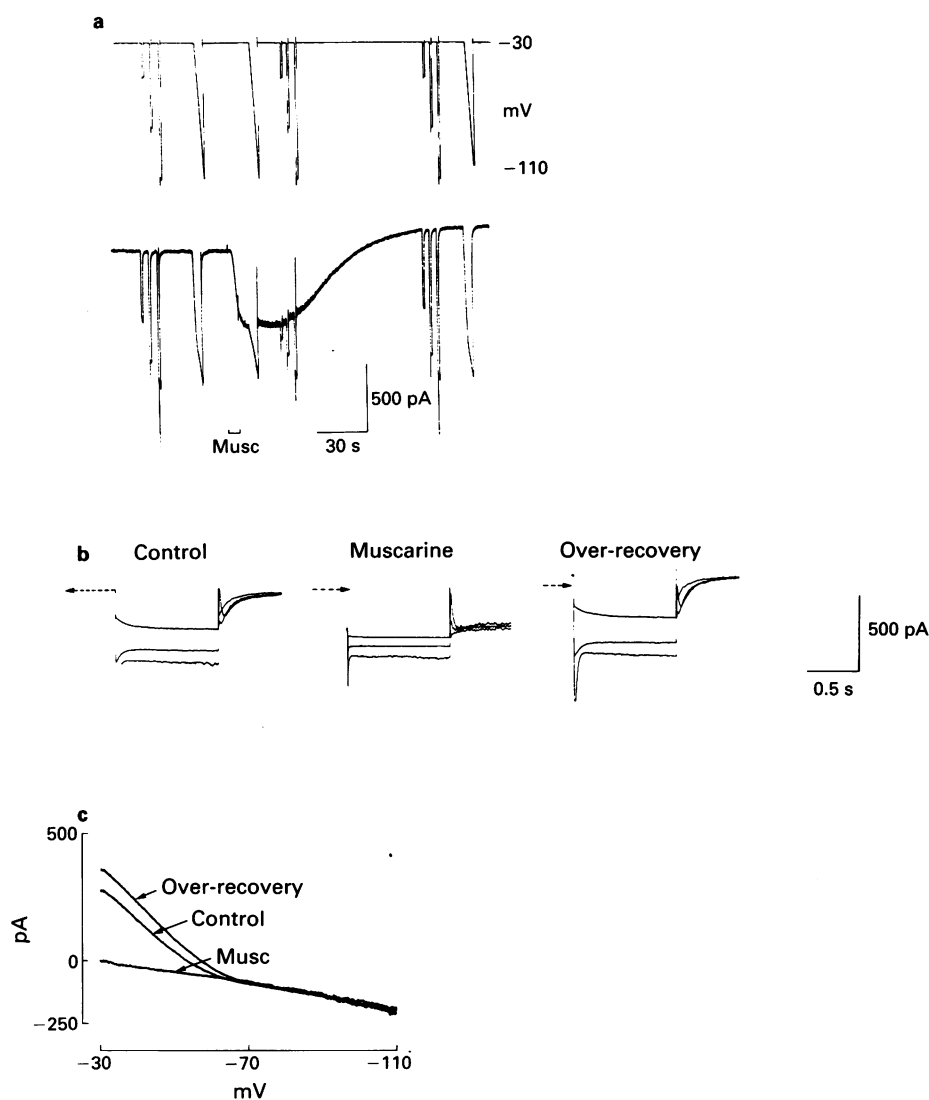 a
−30
mV
−110
500 pA
Musc
30 s
b
Control
Muscarine
Over-recovery
500 pA
0.5 s
c
500
Over-recovery
Control
pA
Musc
0
−250
−30
−70
−110
mV